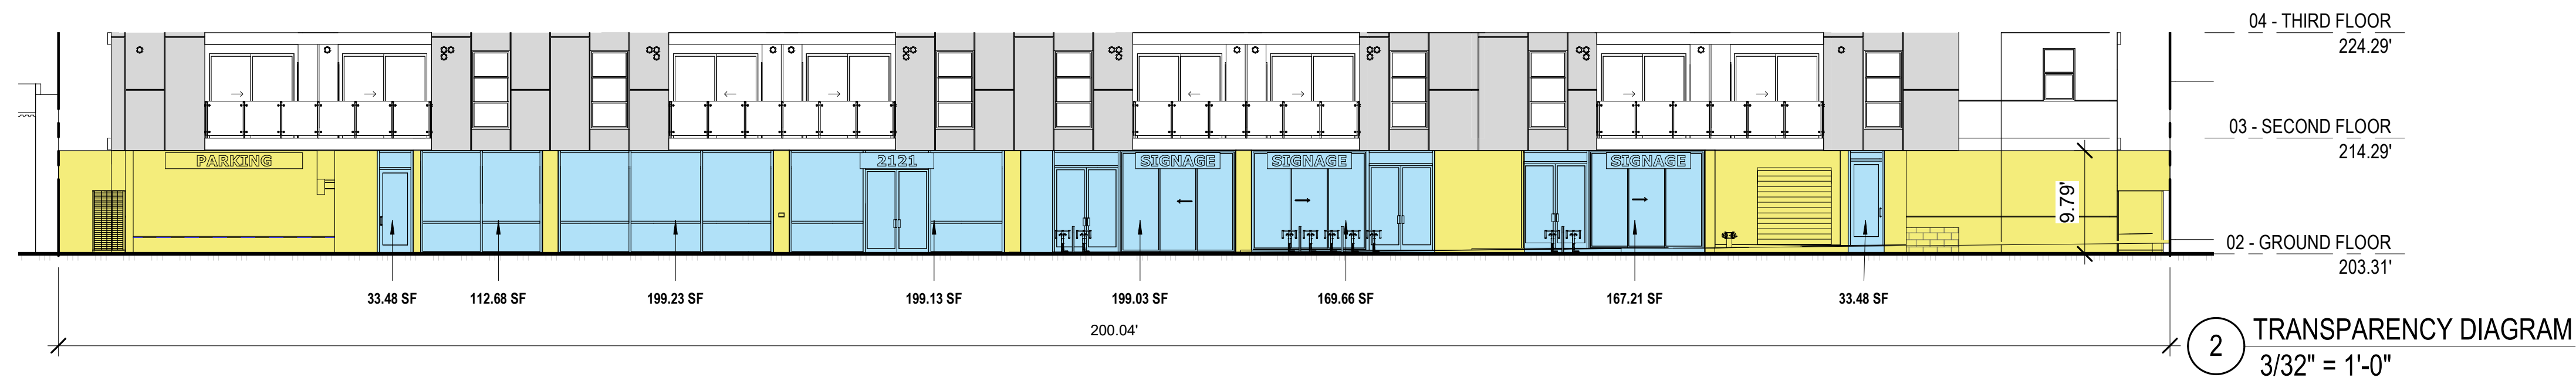 04 - THIRD FLOOR
224.29'
03 - SECOND FLOOR
214.29'
PARKING
2121
SIGNAGE
SIGNAGE
SIGNAGE
9.79'
02 - GROUND FLOOR
203.31'
33.48 SF
112.68 SF
199.23 SF
199.13 SF
199.03 SF
169.66 SF
167.21 SF
33.48 SF
200.04'
2
TRANSPARENCY DIAGRAM
3/32" = 1'-0"